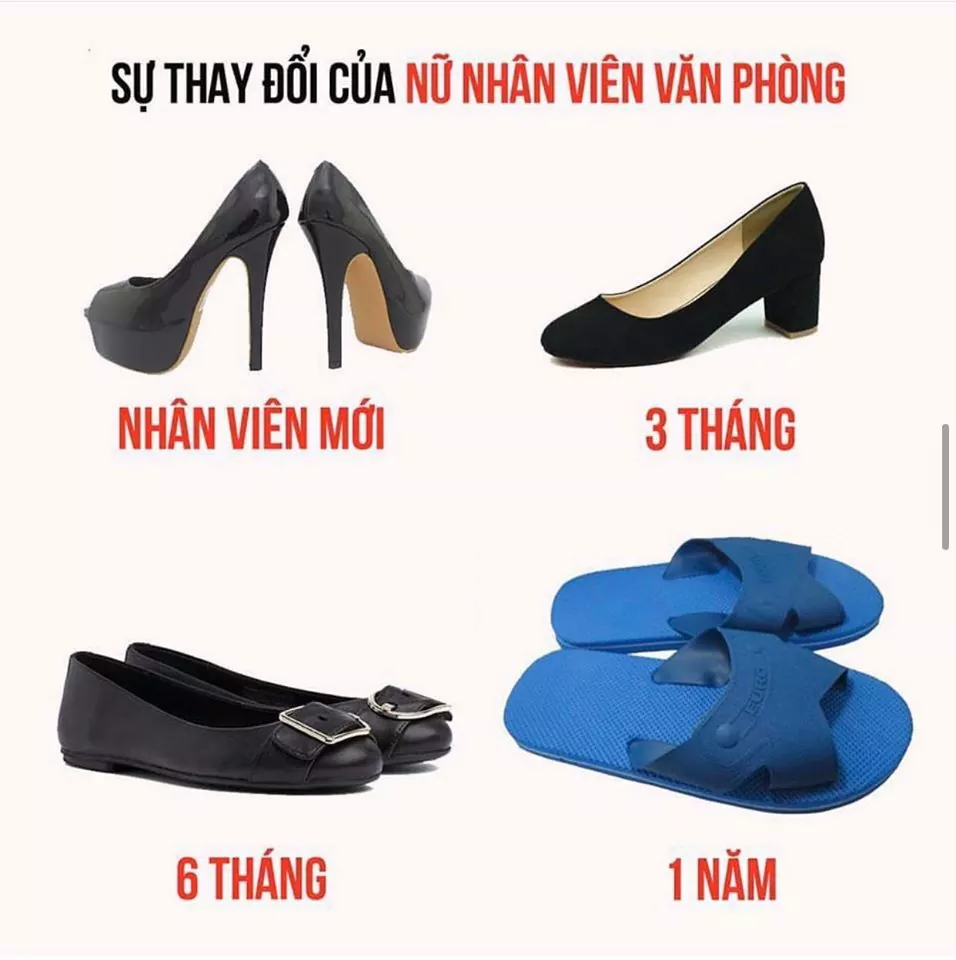 SỰ THAY ĐỔI CỦA NỮ NHÂN VIÊN VĂN PHÒNG
NHÂN VIÊN MỚI
3 THÁNG
6 THÁNG
1 NĂM